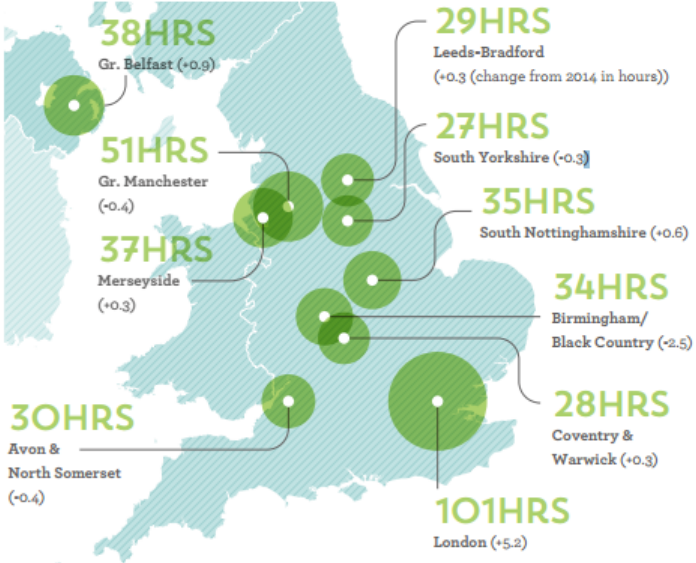 38HRS
Gr. Belfast (+0.9)
29HRS
Leeds-Bradford
(+0.3 (change from 2014 in hours))
51HRS
Gr. Manchester
(-0.4)
27HRS
South Yorkshire (-0.3)
37HRS
Merseyside
(+0.3)
35HRS
South Nottinghamshire (+0.6)
34HRS
Birmingham/
Black Country (-2.5)
30HRS
Avon &
North Somerset
(-0.4)
28HRS
Coventry &
Warwick (+0.3)
101HRS
London (+5.2)